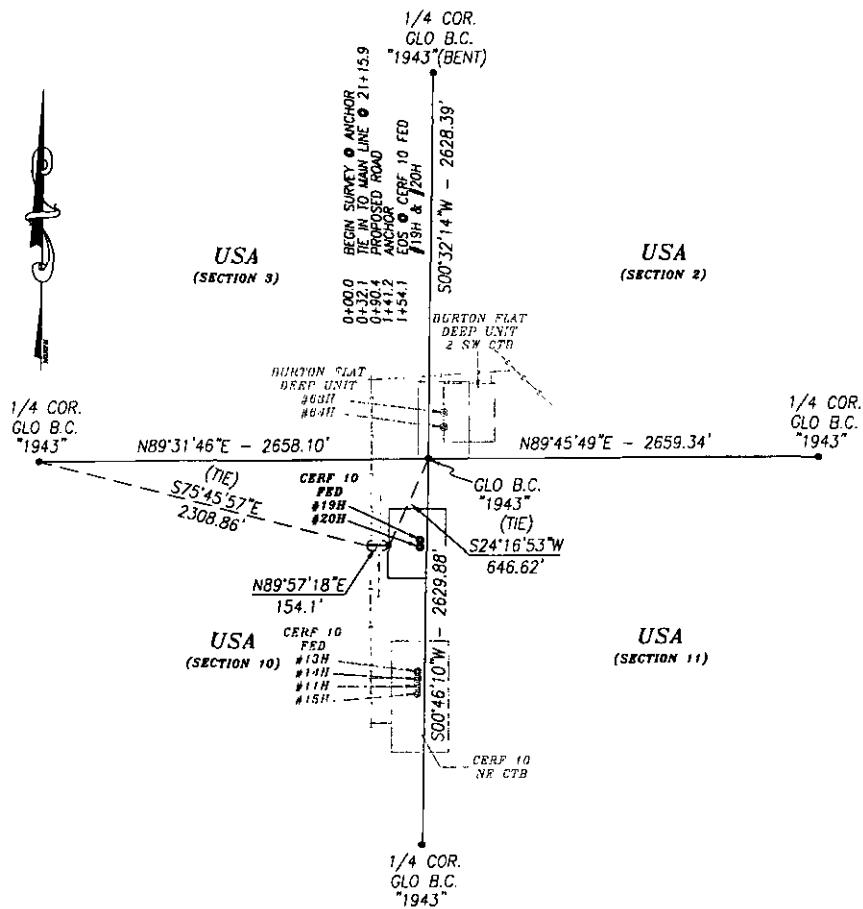 1/4 COR.
GLO B.C.
"1943"(BENT)
0+00.0 BEGIN SURVEY @ ANCHOR
0+32.1 TIE IN TO MAIN LINE @ 21+15.9
0+90.4 PROPOSED ROAD
1+41.2 ANCHOR
1+54.1 EOS @ CERF 10 FED
#19H & #20H
S00°32'14"W - 2628.39'
USA
(SECTION 3)
USA
(SECTION 2)
BURTON FLAT
DEEP UNIT
2 SW CTB
BURTON FLAT
DEEP UNIT
#63H
#64H
1/4 COR.
GLO B.C.
"1943"
N89°31'46"E - 2658.10'
N89°45'49"E - 2659.34'
1/4 COR.
GLO B.C.
"1943"
(TIE)
S75°45'57"E
2308.86'
CERF 10
FED
#19H
#20H
GLO B.C.
"1943"
(TIE)
S24°16'53"W
646.62'
N89°57'18"E
154.1'
S00°46'10"W - 2629.88'
USA
(SECTION 10)
CERF 10
FED
#13H
#14H
#11H
#15H
USA
(SECTION 11)
CERF 10
NE CTB
1/4 COR.
GLO B.C.
"1943"